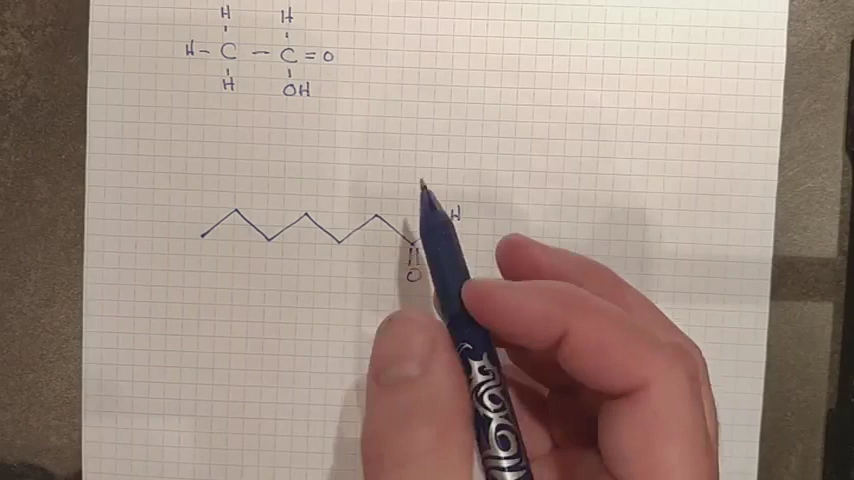 H H
H - C - C = O
H OH
H
O